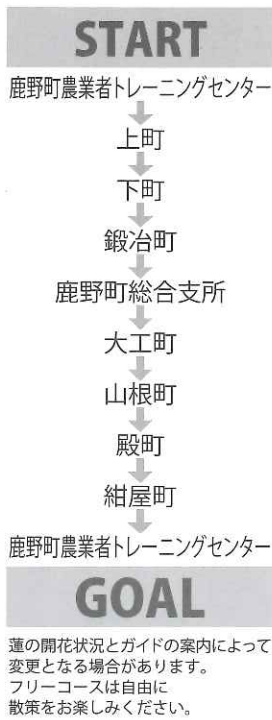 START
鹿野町農業者トレーニングセンター
上町
下町
鍛冶町
鹿野町総合支所
大工町
山根町
殿町
紺屋町
鹿野町農業者トレーニングセンター
GOAL
蓮の開花状況とガイドの案内によって
変更となる場合があります。
フリーコースは自由に
散策をお楽しみください。